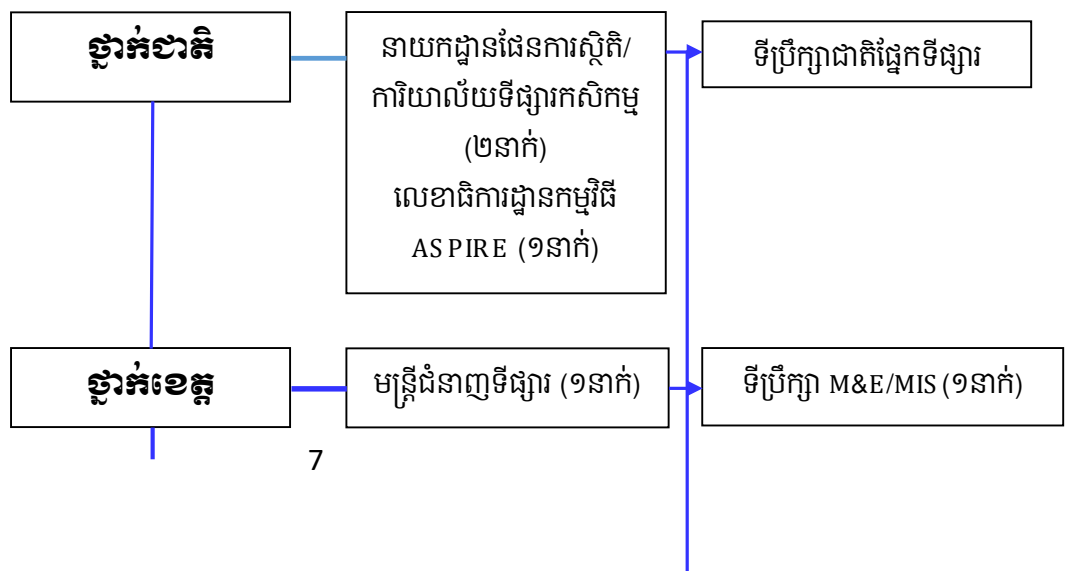 ថ្នាក់ជាតិ
នាយកដ្ឋានផែនការស្ថិតិ/
ការិយាល័យទីផ្សារកសិកម្ម
(២នាក់)
លេខាធិការដ្ឋានកម្មវិធី
ASPIRE (១នាក់)
ទីប្រឹក្សាជាតិផ្នែកទីផ្សារ
ថ្នាក់ខេត្ត
មន្ត្រីជំនាញទីផ្សារ (១នាក់)
ទីប្រឹក្សា M&E/MIS (១នាក់)
7